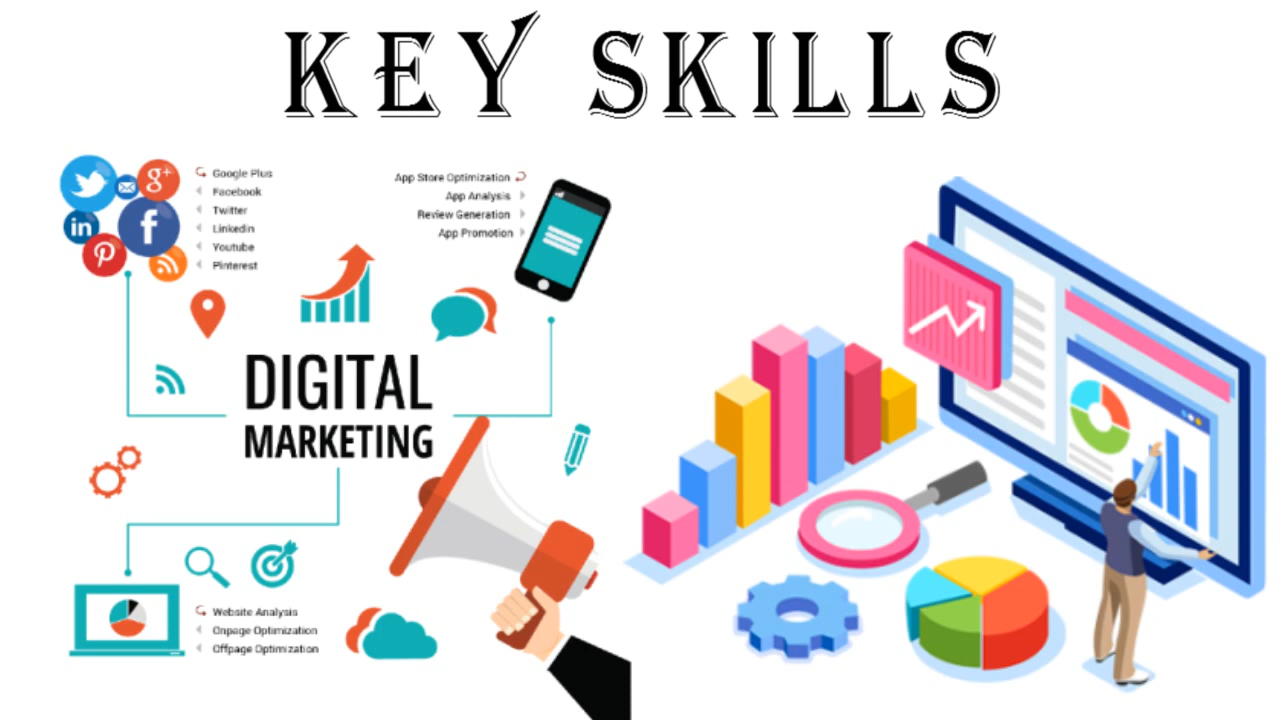 KEY SKILLS
g+
in
f
Google Plus
Facebook
Twitter
Linkedin
Youtube
Pinterest
App Store Optimization
App Analysis
Review Generation
App Promotion
DIGITAL
MARKETING
Website Analysis
Onpage Optimization
Offpage Optimization